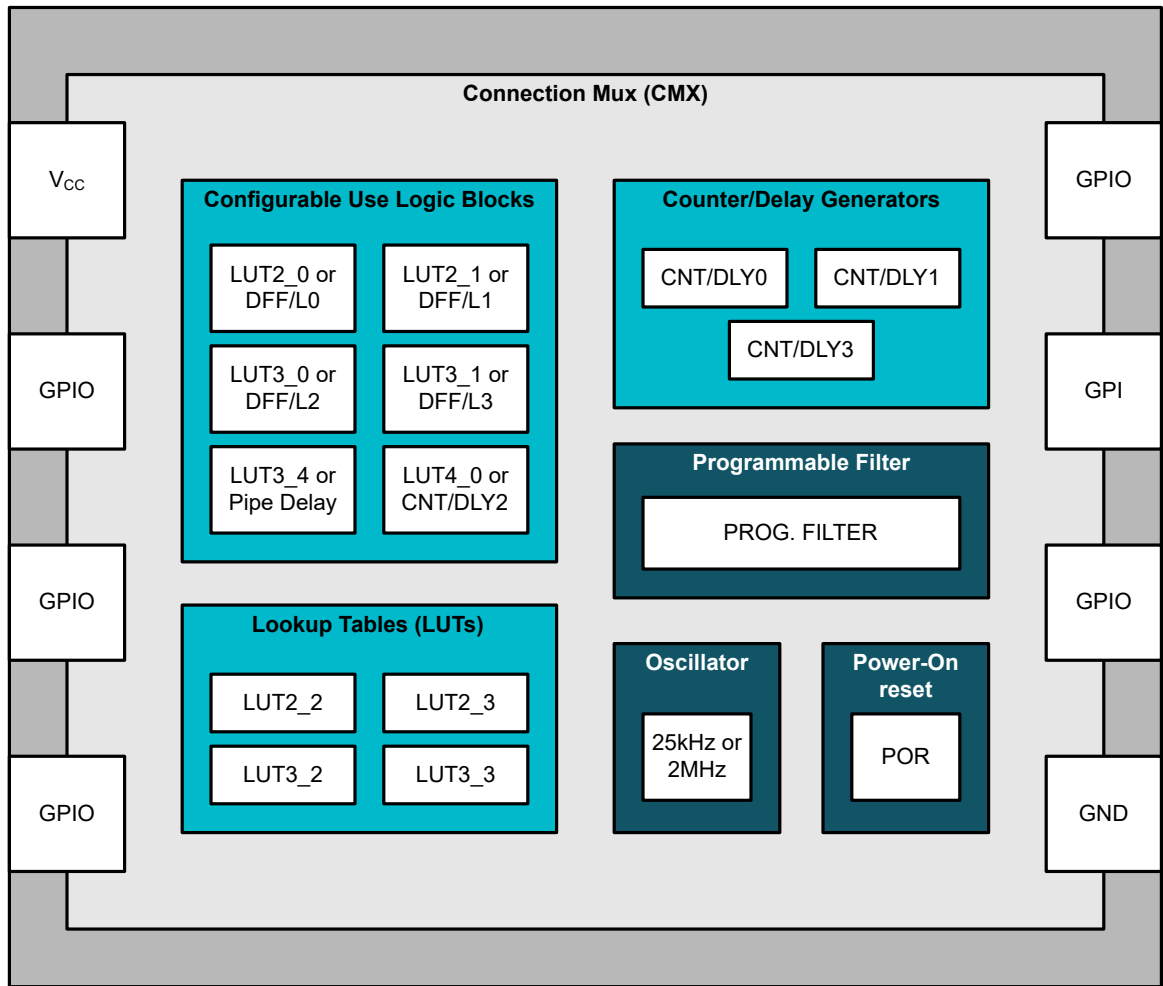 Connection Mux (CMX)
VCC
GPIO
GPIO
GPIO
Configurable Use Logic Blocks
LUT2_0 or
DFF/L0
LUT2_1 or
DFF/L1
LUT3_0 or
DFF/L2
LUT3_1 or
DFF/L3
LUT3_4 or
Pipe Delay
LUT4_0 or
CNT/DLY2
Lookup Tables (LUTs)
LUT2_2
LUT2_3
LUT3_2
LUT3_3
Counter/Delay Generators
CNT/DLY0
CNT/DLY1
CNT/DLY3
Programmable Filter
PROG. FILTER
Oscillator
25kHz or
2MHz
Power-On
reset
POR
GPIO
GPI
GPIO
GND